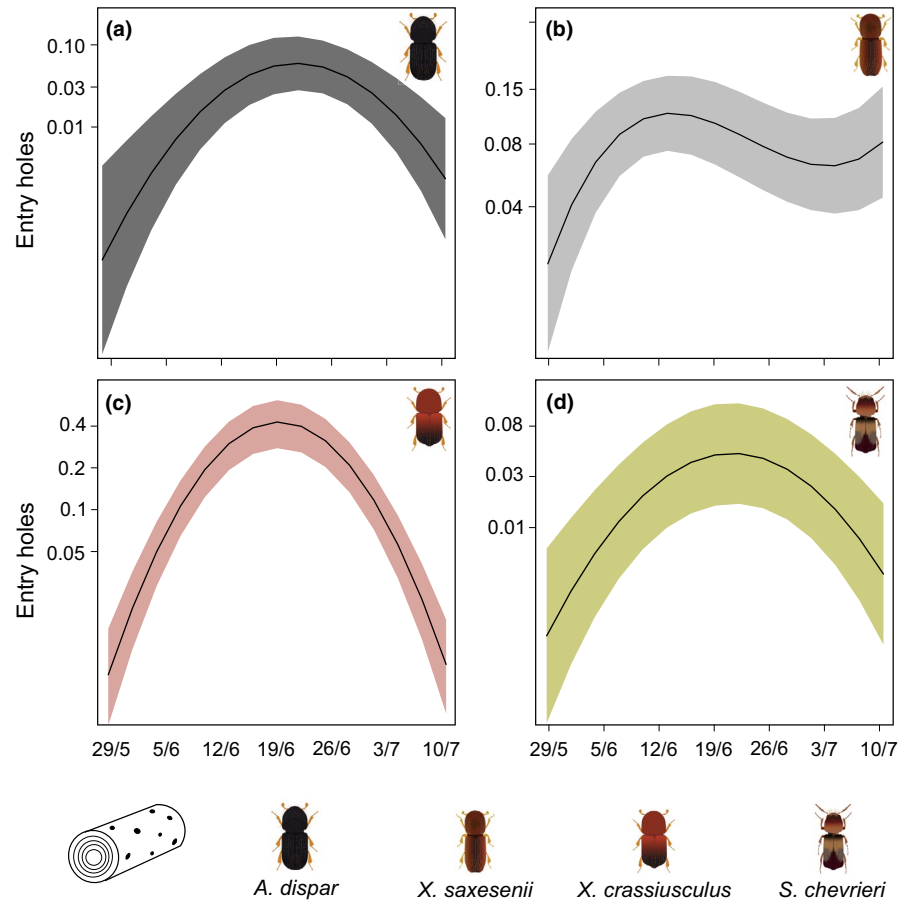 (a)
0.10
0.03
0.01
Entry holes
(b)
0.15
0.08
0.04
(c)
0.4
0.2
0.1
0.05
Entry holes
(d)
0.08
0.03
0.01
29/5 5/6 12/6 19/6 26/6 3/7 10/7
29/5 5/6 12/6 19/6 26/6 3/7 10/7
A. dispar X. saxesenii X. crassiusculus S. chevrieri